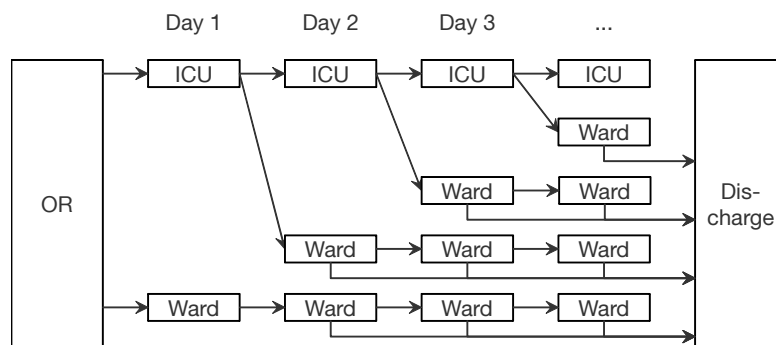 Day 1 Day 2 Day 3 ...
ICU ICU ICU ICU
Ward
Ward Ward
OR
Dis-
charge
Ward Ward Ward
Ward Ward Ward Ward